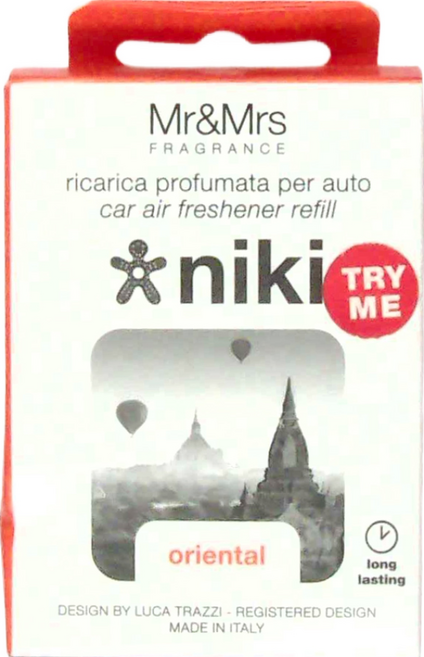 Mr&Mrs
FRAGRANCE
ricarica profumata per auto
car air freshener refill
niki
TRY
ME
oriental
long
lasting
DESIGN BY LUCA TRAZZI - REGISTERED DESIGN
MADE IN ITALY